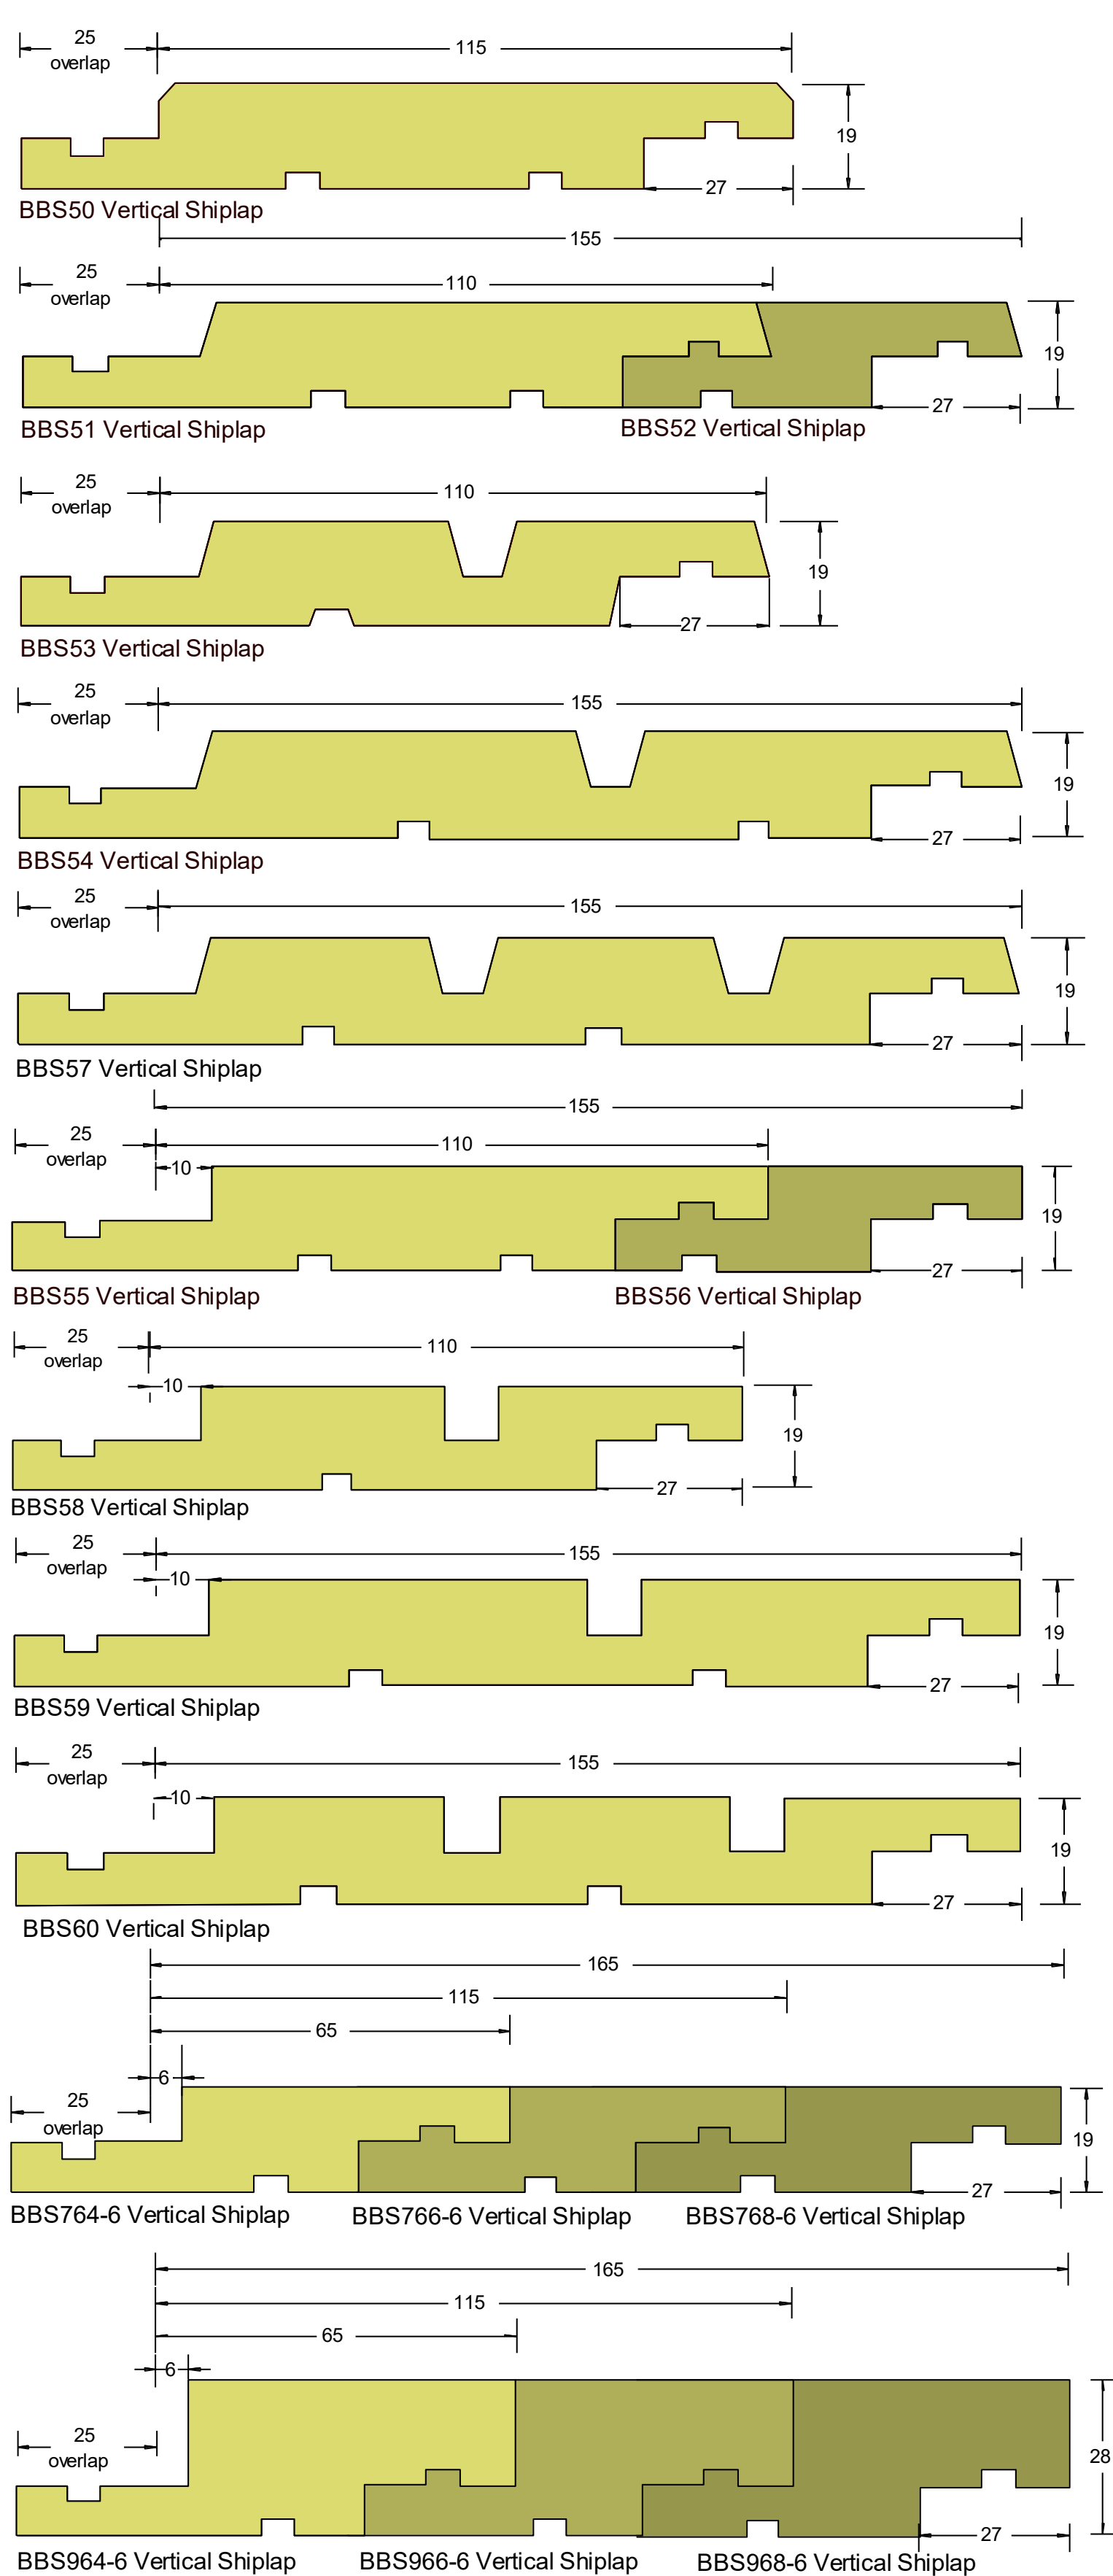 25
115
overlap
19
27
BBS50 Vertical Shiplap
155
25
110
overlap
19
27
BBS51 Vertical Shiplap
BBS52 Vertical Shiplap
25
110
overlap
19
27
BBS53 Vertical Shiplap
25
155
overlap
19
27
BBS54 Vertical Shiplap
25
155
overlap
19
27
BBS57 Vertical Shiplap
155
25
110
overlap
10
19
27
BBS55 Vertical Shiplap
BBS56 Vertical Shiplap
25
110
overlap
10
19
27
BBS58 Vertical Shiplap
25
155
overlap
10
19
27
BBS59 Vertical Shiplap
25
155
overlap
10
19
27
BBS60 Vertical Shiplap
165
115
65
6
25
overlap
19
27
BBS764-6 Vertical Shiplap
BBS766-6 Vertical Shiplap
BBS768-6 Vertical Shiplap
165
115
65
6
25
overlap
28
27
BBS964-6 Vertical Shiplap
BBS966-6 Vertical Shiplap
BBS968-6 Vertical Shiplap